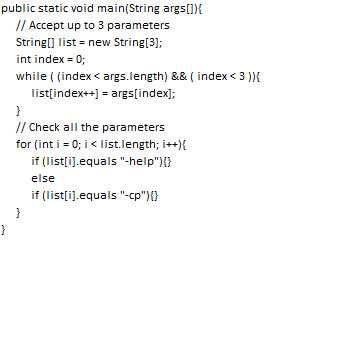 public static void main(String args[]){
// Accept up to 3 parameters
String[] list = new String[3];
int index = 0;
while ( (index < args.length) && ( index < 3 )){
list[index++] = args[index];
}
// Check all the parameters
for (int i = 0; i < list.length; i++){
if (list[i].equals "-help"){}
else
if (list[i].equals "-cp"){}
}
}